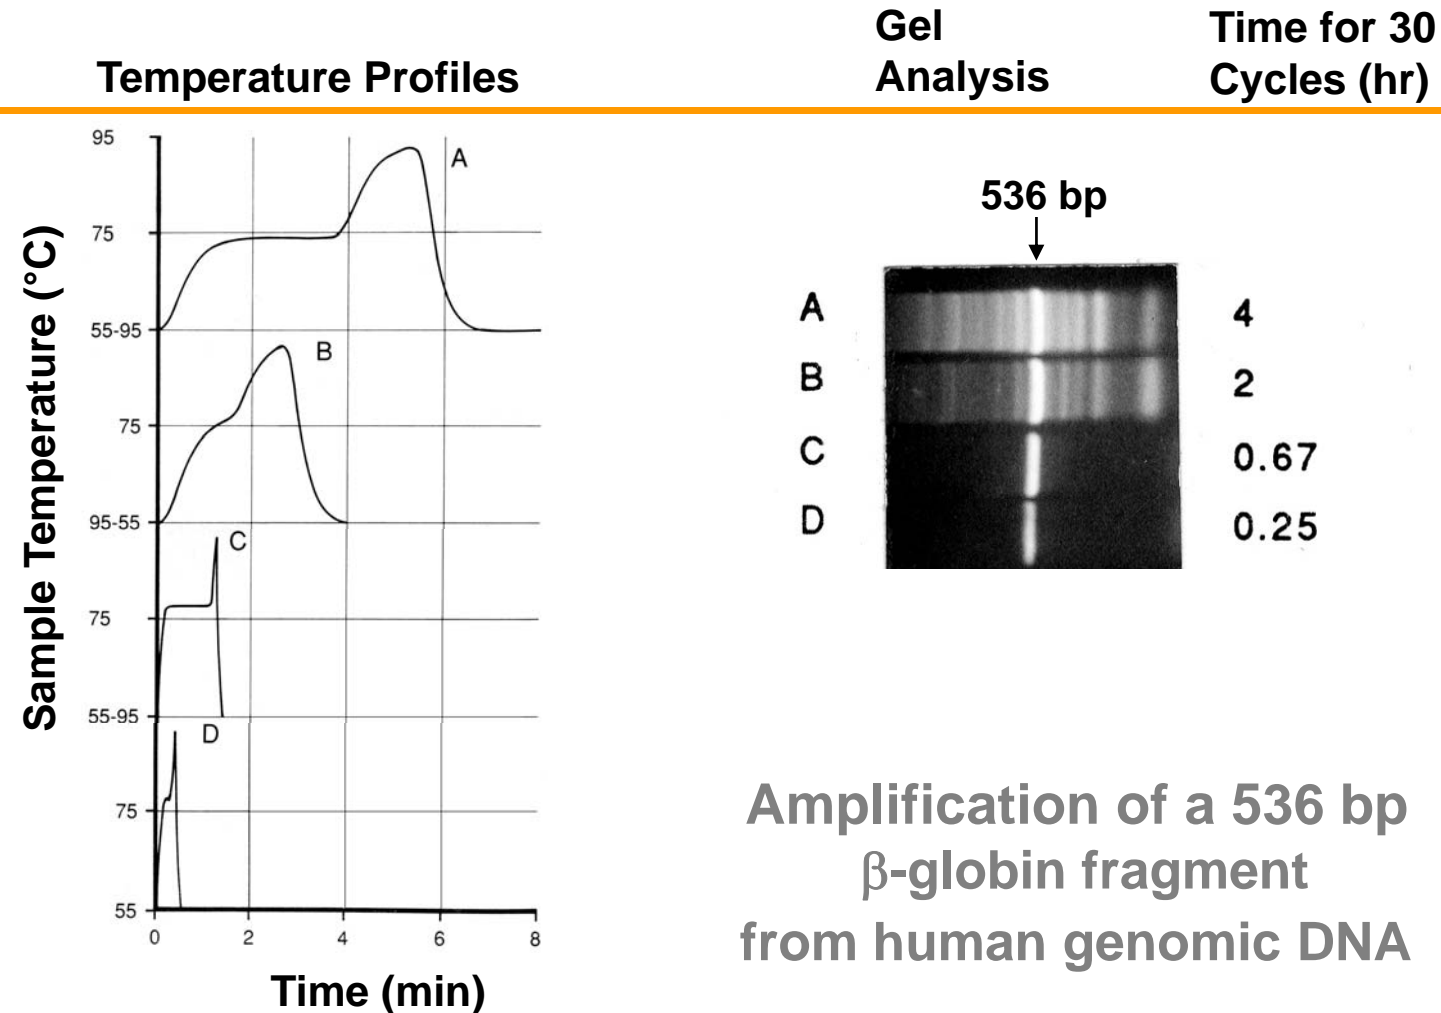 Temperature Profiles
Gel
Analysis
Time for 30
Cycles (hr)
Sample Temperature (°C)
95
A
75
55-95
B
75
95-55
C
75
55-95
D
75
55
0 2 4 6 8
Time (min)
536 bp
A 4
B 2
C 0.67
D 0.25
Amplification of a 536 bp
β-globin fragment
from human genomic DNA